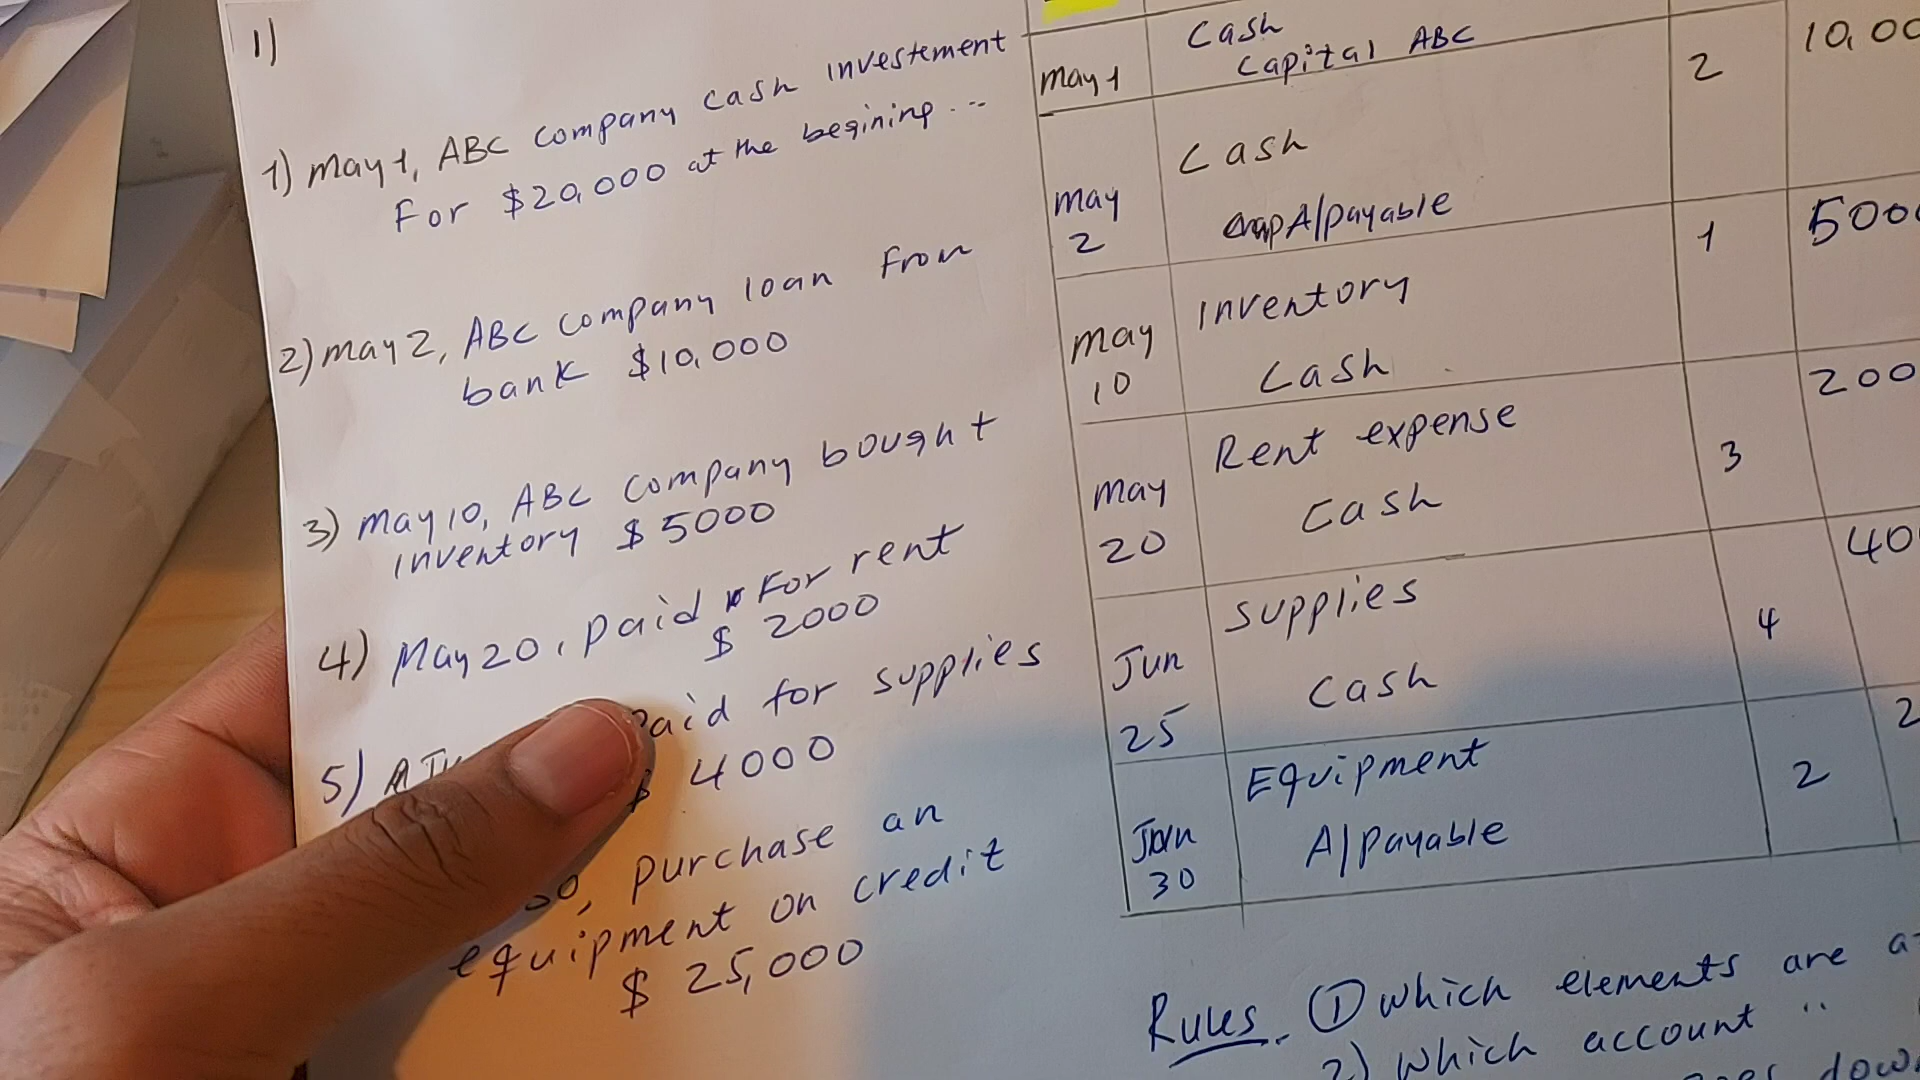 1)
1) may 1, ABC company cash investement
For $20,000 at the begining...
2) may 2, ABC company loan from
bank $10,000
3) may 10, ABC company bought
inventory $5000
4) May 20, paid For rent
$ 2000
5) paid for supplies
$ 4000
purchase an
equipment on credit
$ 25,000
may 1
Cash
Capital ABC
2
may
2
Cash
A/payable
1
may
10
inventory
Cash
may
20
Rent expense
Cash
3
Jun
25
supplies
Cash
4
Jun
30
Equipment
A/payable
2
Rules. ① which elements are
2) which account "